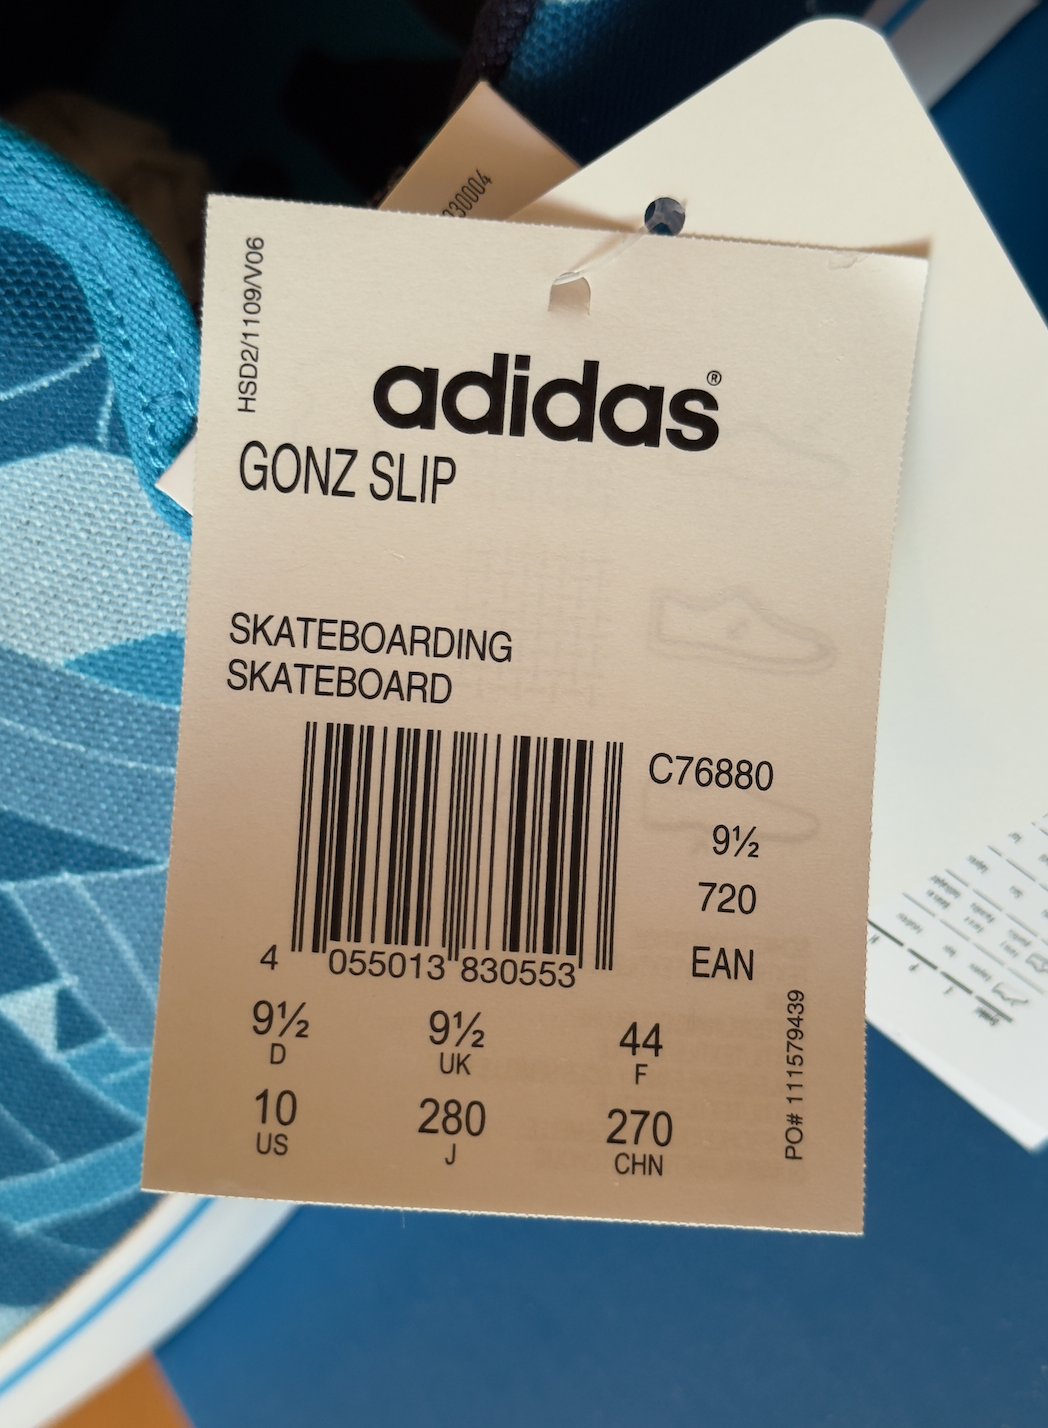 030004
HSD2/1109/V06
adidas®
GONZ SLIP
SKATEBOARDING
SKATEBOARD
C76880
9½
720
EAN
4 055013 830553
9½ 9½ 44
D UK F
10 280 270
US J CHN
PO# 111579439